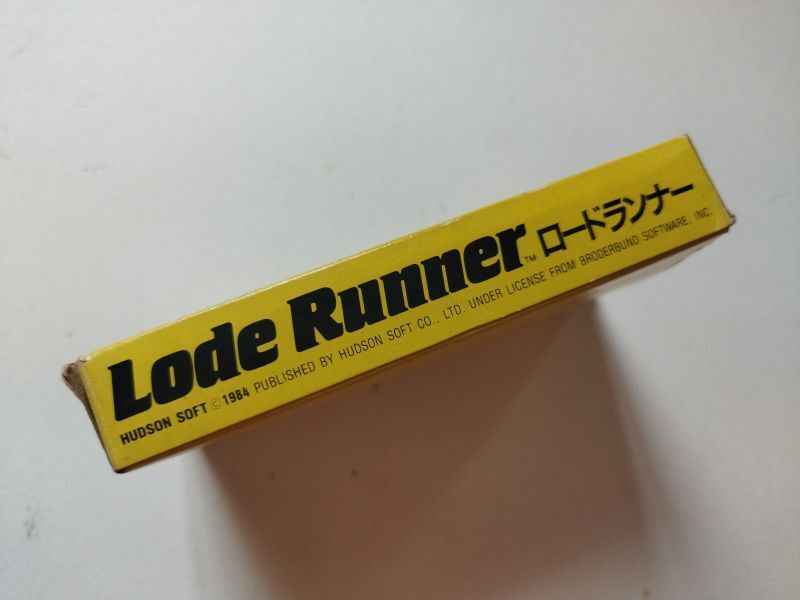 Lode Runner™ ロードランナー
HUDSON SOFT © 1984 PUBLISHED BY HUDSON SOFT CO., LTD. UNDER LICENSE FROM BRODERBUND SOFTWARE, INC.